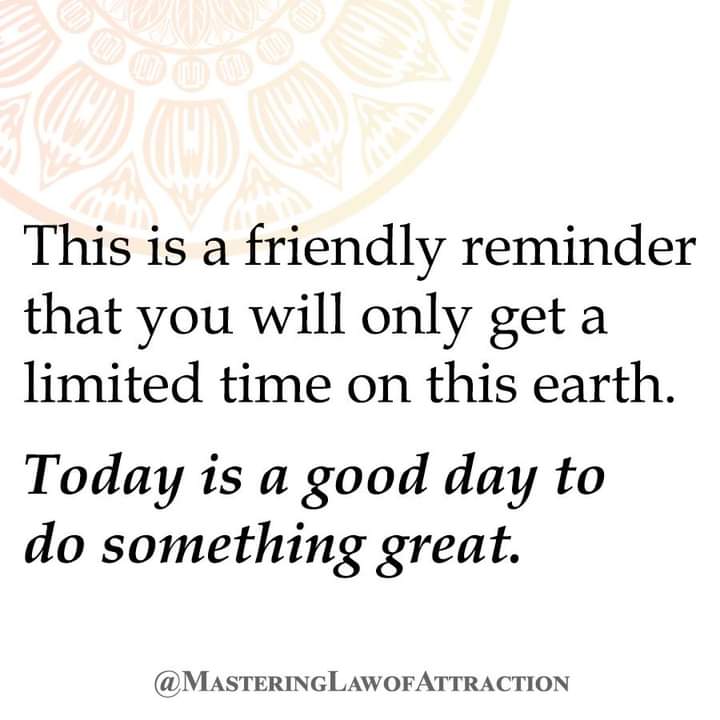 This is a friendly reminder
that you will only get a
limited time on this earth.
Today is a good day to
do something great.
@MasteringLawofAttraction